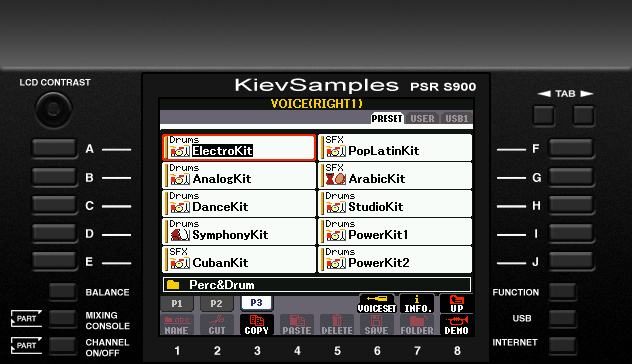 LCD CONTRAST
KievSamples PSR S900
TAB
VOICE(RIGHT1)
PRESET USER USB1
A
B
C
D
E
Drums
ElectroKit
Drums
AnalogKit
Drums
DanceKit
Drums
SymphonyKit
SFX
CubanKit
SFX
PopLatinKit
SFX
ArabicKit
Drums
StudioKit
Drums
PowerKit1
Drums
PowerKit2
F
G
H
I
J
Perc&Drum
P1 P2 P3
VOICESET INFO. UP
NAME CUT COPY PASTE DELETE SAVE FOLDER DEMO
1 2 3 4 5 6 7 8
BALANCE
PART
MIXING
CONSOLE
PART
CHANNEL
ON/OFF
FUNCTION
USB
INTERNET